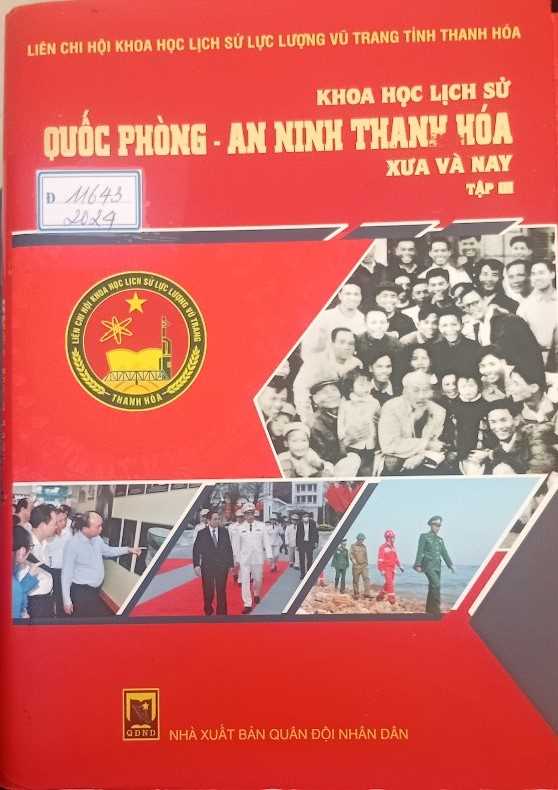 LIÊN CHI HỘI KHOA HỌC LỊCH SỬ LỰC LƯỢNG VŨ TRANG TỈNH THANH HÓA
KHOA HỌC LỊCH SỬ
QUỐC PHÒNG - AN NINH THANH HÓA
XƯA VÀ NAY
TẬP III
Đ 11643
2024
LIÊN CHI HỘI KHOA HỌC LỊCH SỬ LỰC LƯỢNG VŨ TRANG
THANH HÓA
QĐND
NHÀ XUẤT BẢN QUÂN ĐỘI NHÂN DÂN